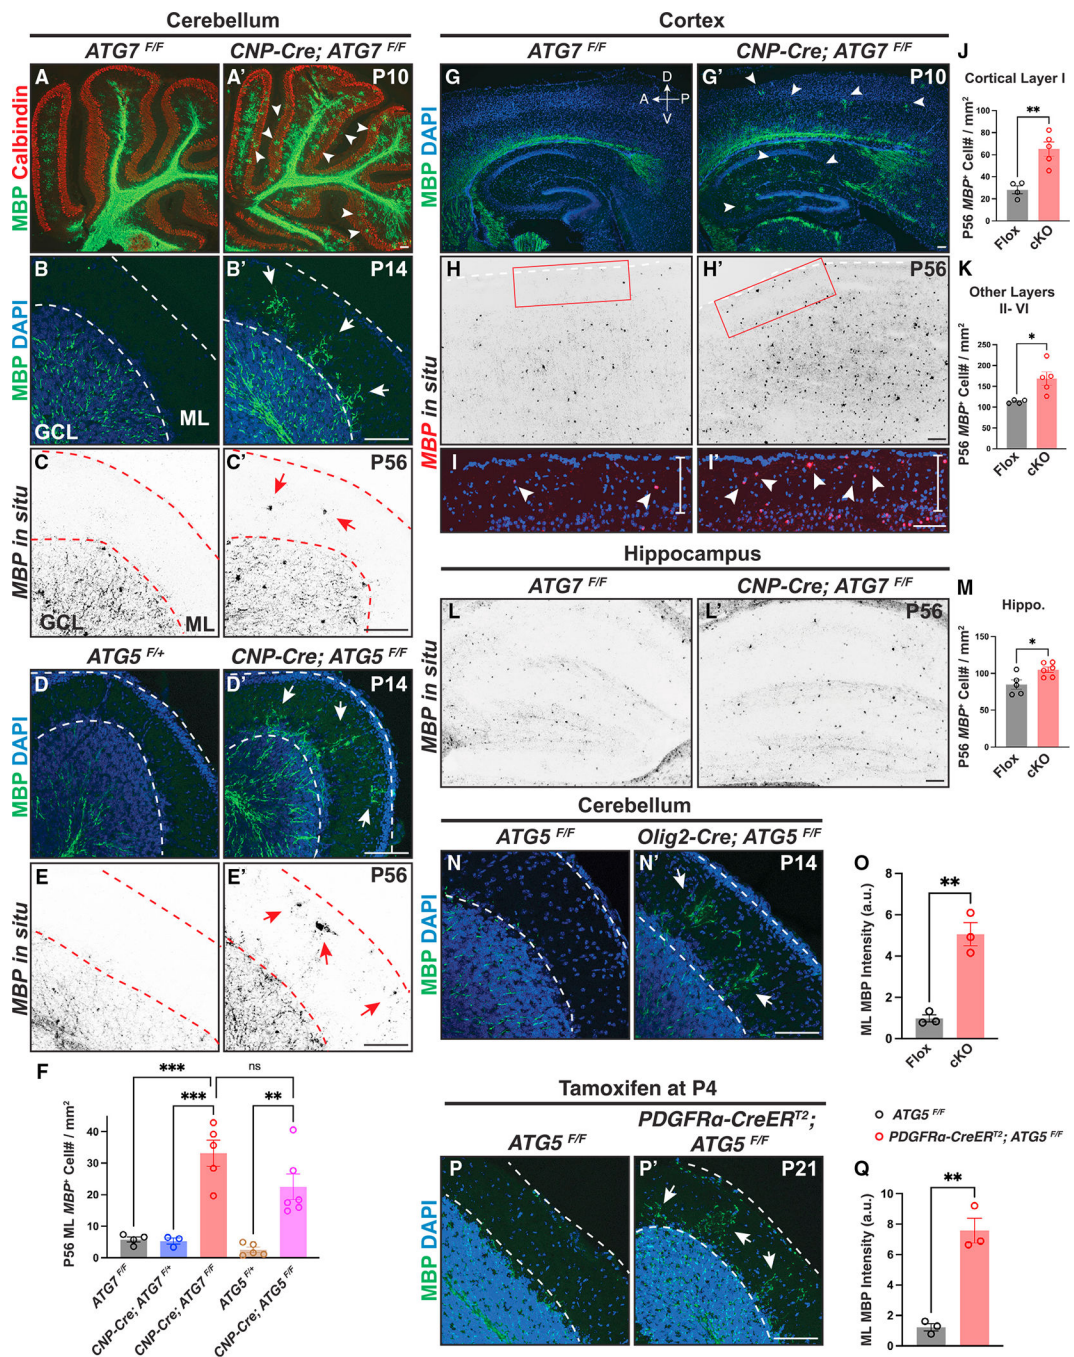 Cerebellum
ATG7 F/F
CNP-Cre; ATG7 F/F
MBP Calbindin
A
A'
P10
MBP DAPI
B
GCL
ML
B'
P14
MBP in situ
C
GCL
ML
C'
P56
ATG5 F/+
CNP-Cre; ATG5 F/F
MBP DAPI
D
D'
P14
MBP in situ
E
E'
P56
F
P56 ML MBP+ Cell# / mm2
40
30
20
10
0
***
***
ns
**
ATG7 F/F
CNP-Cre; ATG7 F/+
CNP-Cre; ATG7 F/F
ATG5 F/+
CNP-Cre; ATG5 F/F
Cortex
ATG7 F/F
CNP-Cre; ATG7 F/F
MBP DAPI
G
D
A
P
V
G'
P10
MBP in situ
H
H'
P56
I
I'
J
Cortical Layer I
P56 MBP+ Cell# / mm2
100
80
60
40
20
0
**
Flox
cKO
K
Other Layers
II- VI
P56 MBP+ Cell# / mm2
250
200
150
100
50
0
*
Flox
cKO
Hippocampus
ATG7 F/F
CNP-Cre; ATG7 F/F
MBP in situ
L
L'
P56
M
Hippo.
P56 MBP+ Cell# / mm2
150
100
50
0
*
Flox
cKO
Cerebellum
ATG5 F/F
Olig2-Cre; ATG5 F/F
MBP DAPI
N
N'
P14
O
ML MBP Intensity (a.u.)
8
6
4
2
0
**
Flox
cKO
Tamoxifen at P4
ATG5 F/F
PDGFRα-CreERT2;
ATG5 F/F
MBP DAPI
P
P'
P21
ATG5 F/F
PDGFRα-CreERT2; ATG5 F/F
Q
ML MBP Intensity (a.u.)
10
8
6
4
2
0
**